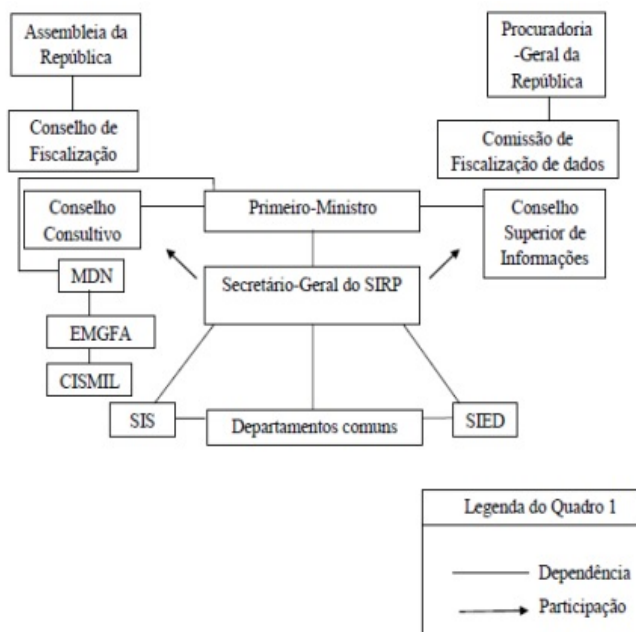 Assembleia da
República
Procuradoria
-Geral da
República
Conselho de
Fiscalização
Comissão de
Fiscalização de dados
Conselho
Consultivo
Primeiro-Ministro
Conselho
Superior de
Informações
MDN
Secretário-Geral do SIRP
EMGFA
CISMIL
SIS
Departamentos comuns
SIED
Legenda do Quadro 1
Dependência
Participação